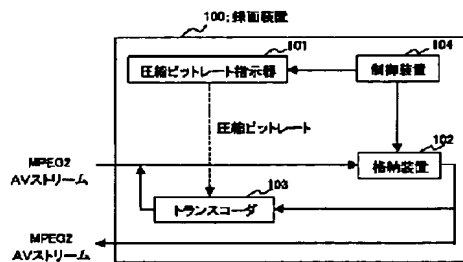 100;録画装置
101
104
圧縮ビットレート指示器
制御装置
圧縮ビットレート
102
MPEG2
AVストリーム
格納装置
103
トランスコーダ
MPEG2
AVストリーム